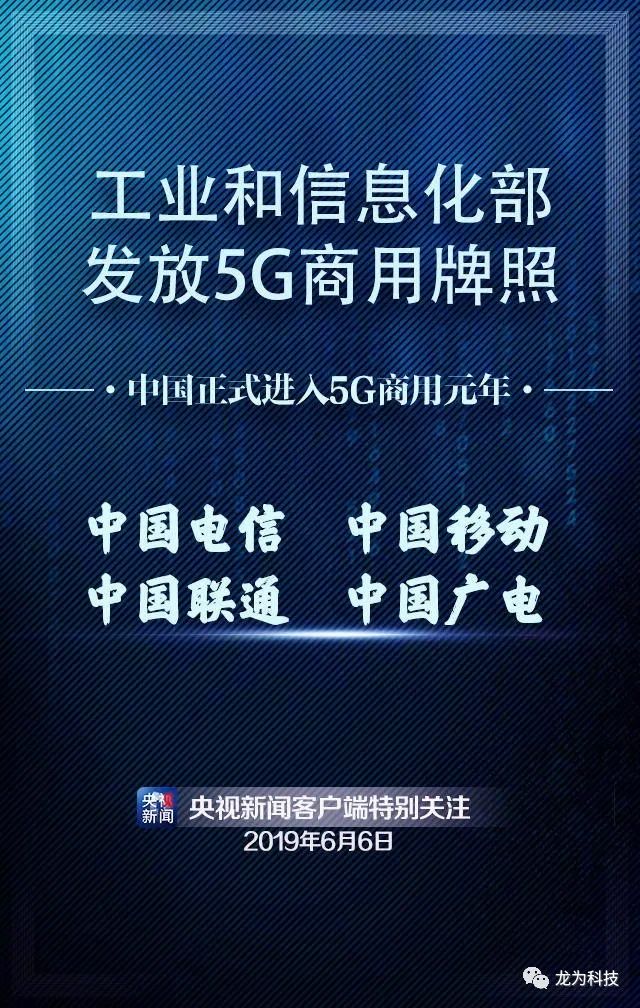 工业和信息化部
发放5G商用牌照
·中国正式进入5G商用元年·
中国电信 中国移动
中国联通 中国广电
央视新闻 央视新闻客户端特别关注
2019年6月6日
龙为科技